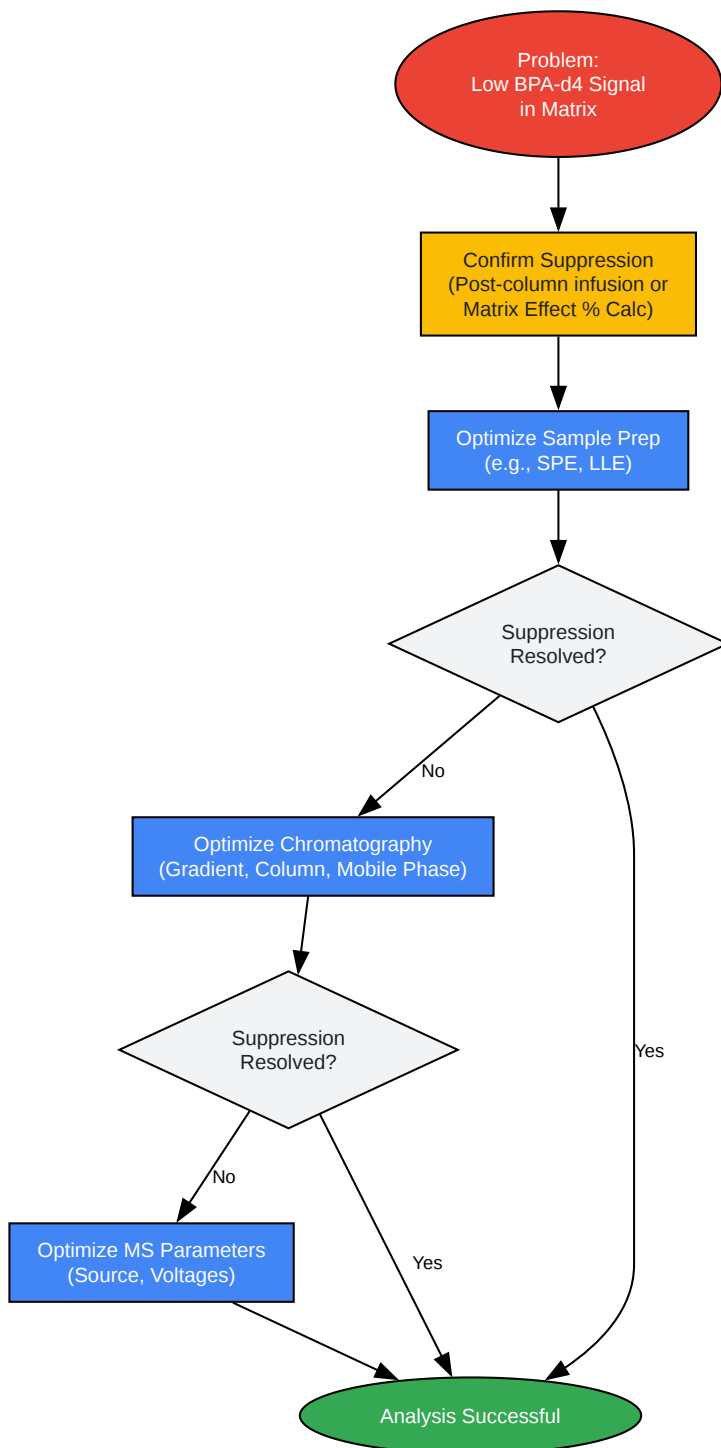 Problem:
Low BPA-d4 Signal
in Matrix
Confirm Suppression
(Post-column infusion or
Matrix Effect % Calc)
Optimize Sample Prep
(e.g., SPE, LLE)
Suppression
Resolved?
No
Optimize Chromatography
(Gradient, Column, Mobile Phase)
Suppression
Resolved?
Yes
No
Optimize MS Parameters
(Source, Voltages)
Yes
Analysis Successful